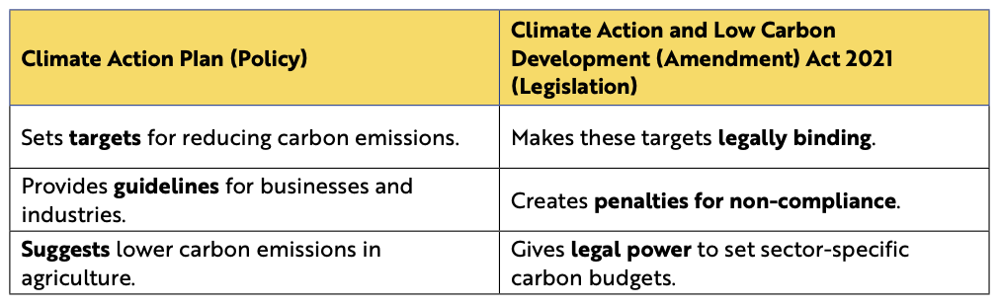 Climate Action Plan (Policy)
Climate Action and Low Carbon
Development (Amendment) Act 2021
(Legislation)
Sets targets for reducing carbon emissions.
Makes these targets legally binding.
Provides guidelines for businesses and
industries.
Creates penalties for non-compliance.
Suggests lower carbon emissions in
agriculture.
Gives legal power to set sector-specific
carbon budgets.